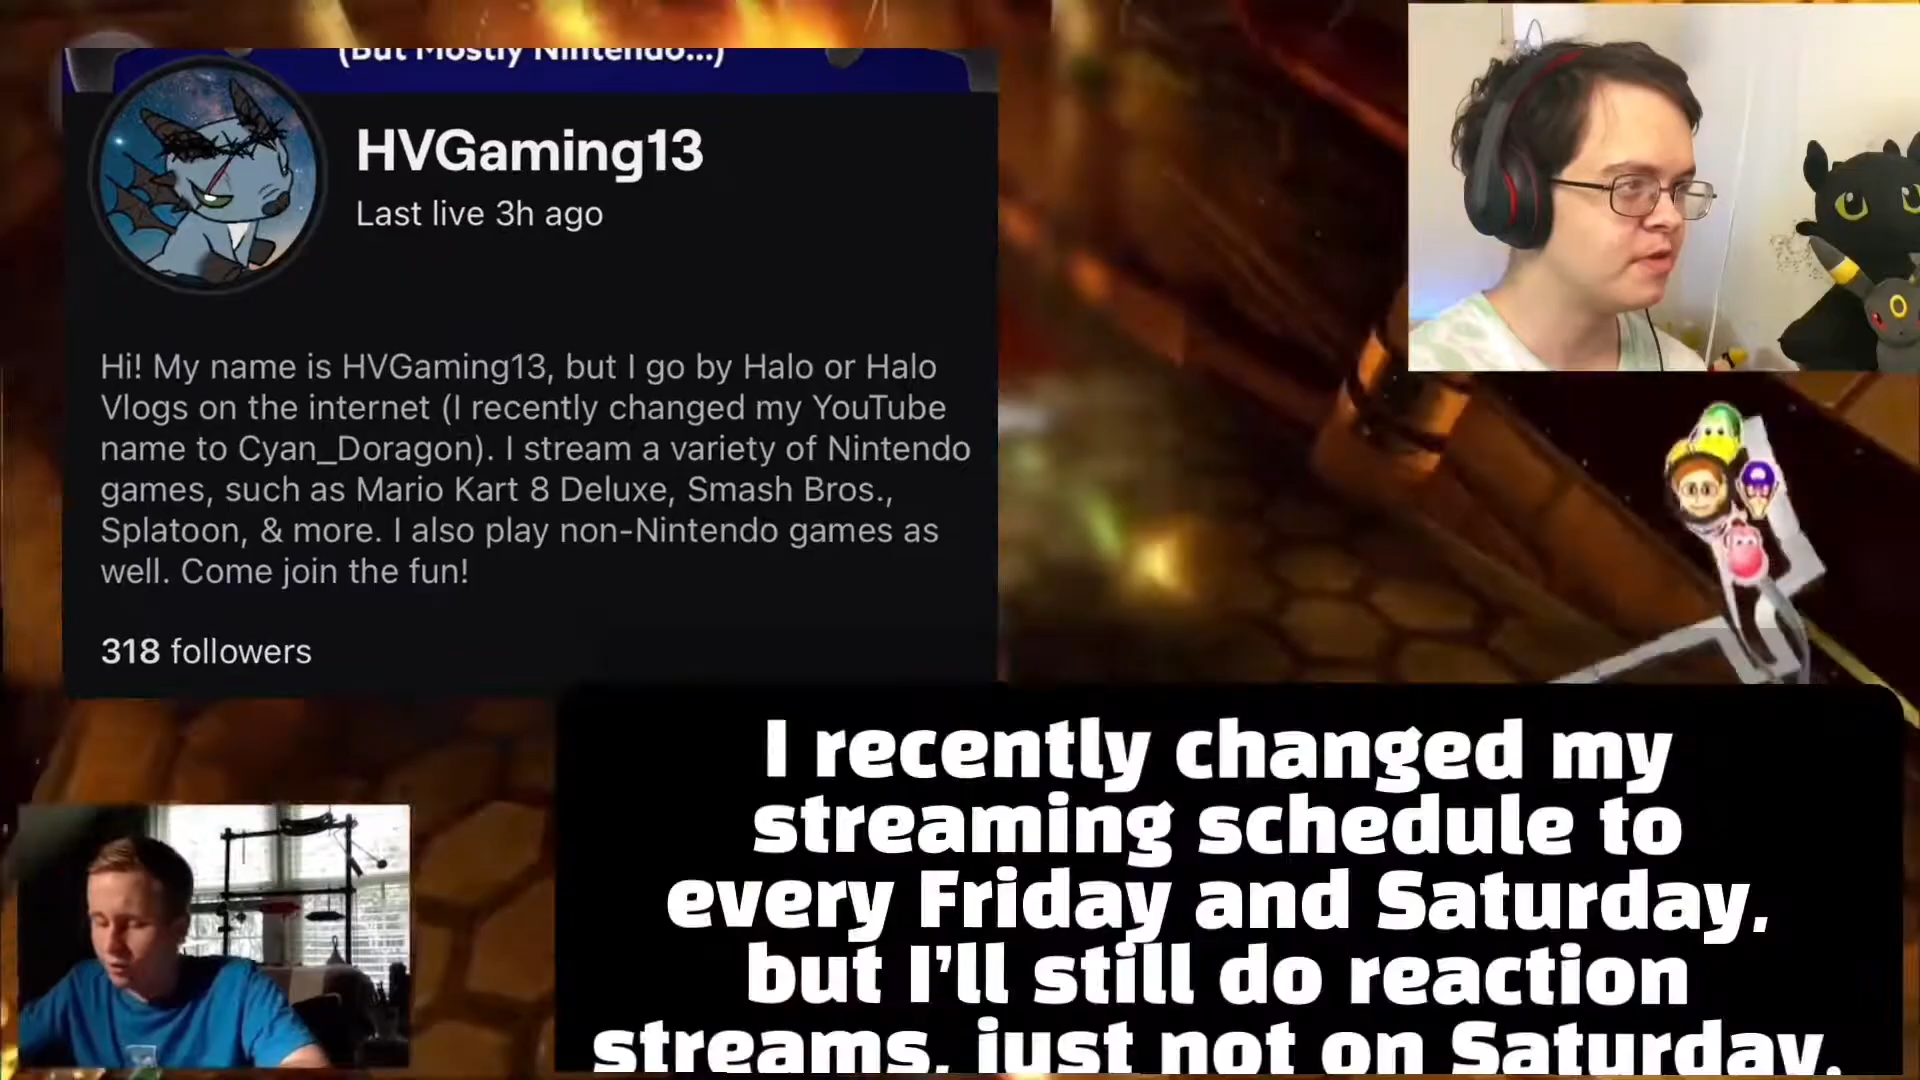 (But Mostly Nintendo...)
HVGaming13
Last live 3h ago
Hi! My name is HVGaming13, but I go by Halo or Halo
Vlogs on the internet (I recently changed my YouTube
name to Cyan_Doragon). I stream a variety of Nintendo
games, such as Mario Kart 8 Deluxe, Smash Bros.,
Splatoon, & more. I also play non-Nintendo games as
well. Come join the fun!
318 followers
I recently changed my
streaming schedule to
every Friday and Saturday,
but I'll still do reaction
streams, just not on Saturday.